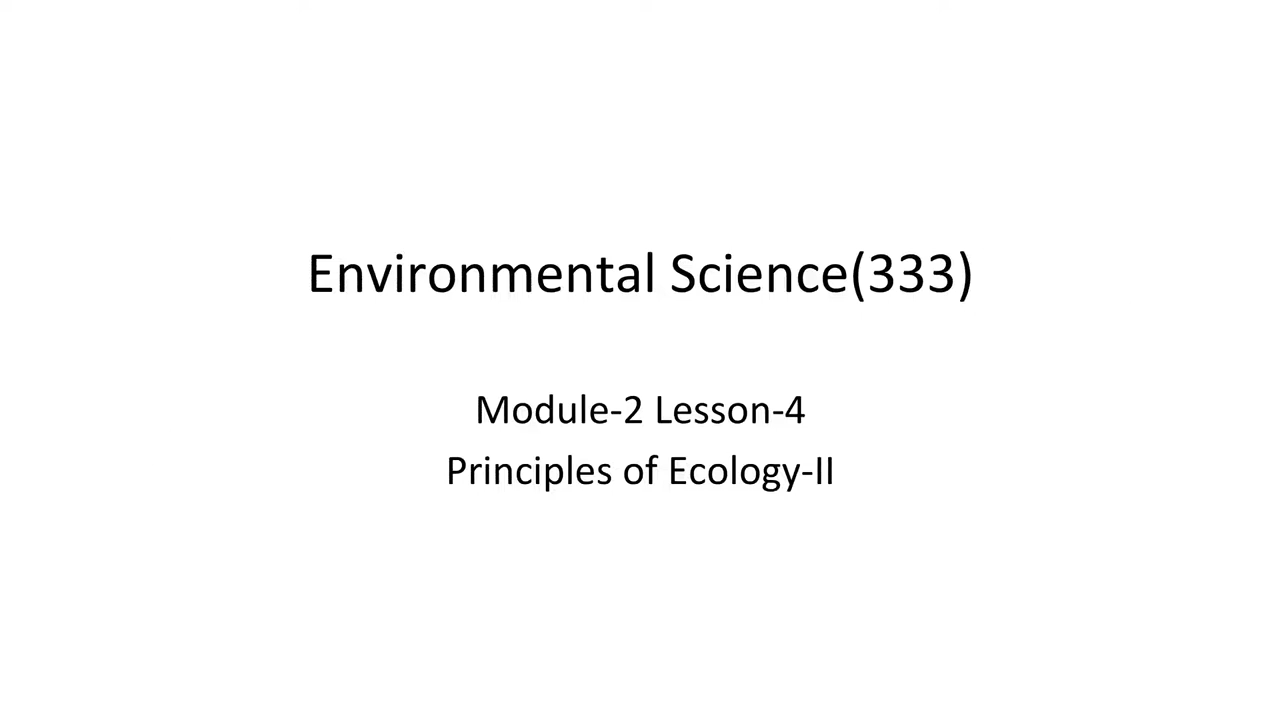 Environmental Science(333)
Module-2 Lesson-4
Principles of Ecology-II